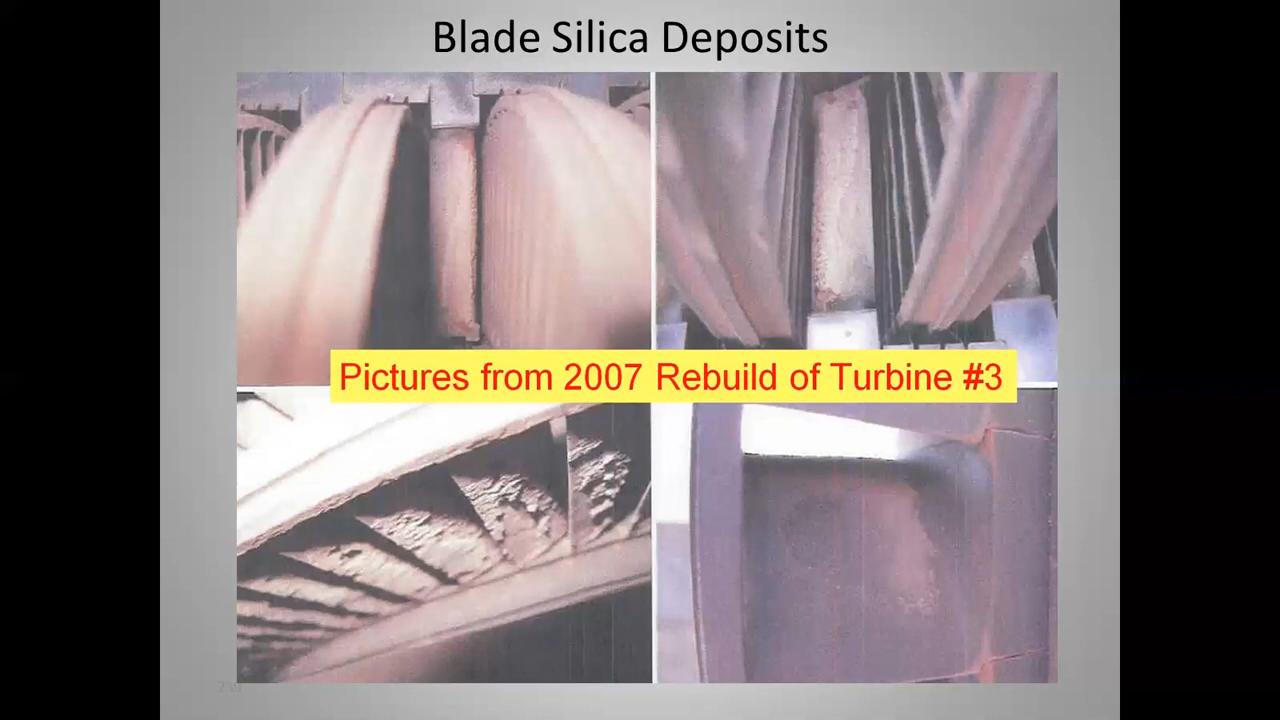 Blade Silica Deposits
Pictures from 2007 Rebuild of Turbine #3